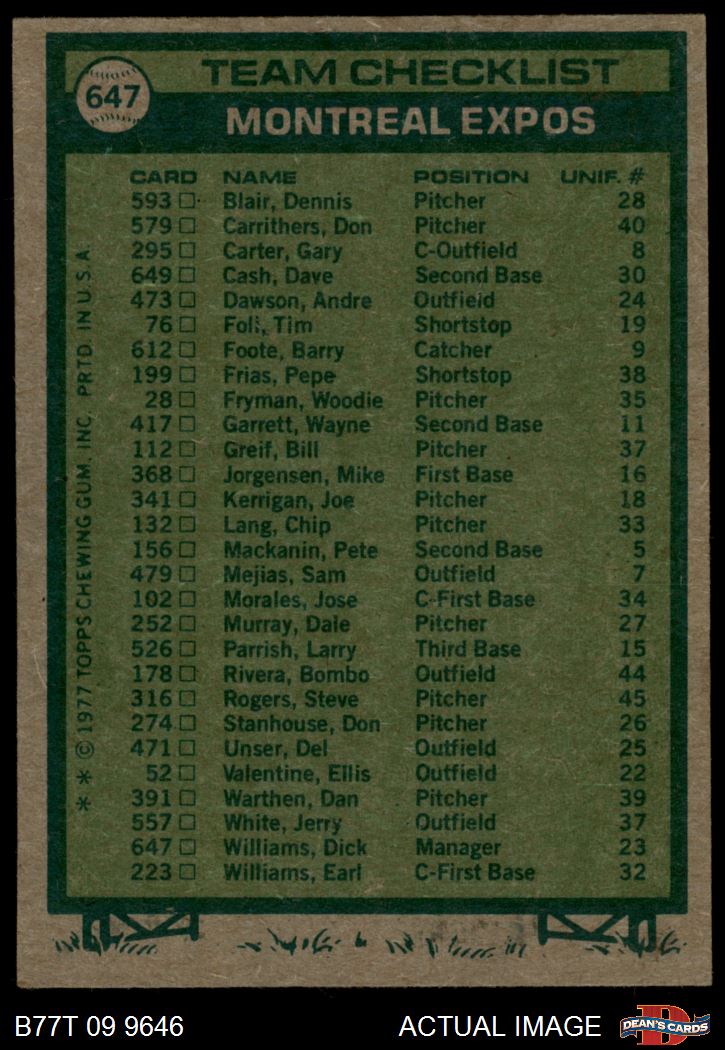 647
TEAM CHECKLIST
MONTREAL EXPOS
CARD NAME POSITION UNIF. #
593 Blair, Dennis Pitcher 28
579 Carrithers, Don Pitcher 40
295 Carter, Gary C-Outfield 8
649 Cash, Dave Second Base 30
473 Dawson, Andre Outfield 24
76 Foli, Tim Shortstop 19
612 Foote, Barry Catcher 9
199 Frias, Pepe Shortstop 38
28 Fryman, Woodie Pitcher 35
417 Garrett, Wayne Second Base 11
112 Greif, Bill Pitcher 37
368 Jorgensen, Mike First Base 16
341 Kerrigan, Joe Pitcher 18
132 Lang, Chip Pitcher 33
156 Mackanin, Pete Second Base 5
479 Mejias, Sam Outfield 7
102 Morales, Jose C-First Base 34
252 Murray, Dale Pitcher 27
526 Parrish, Larry Third Base 15
178 Rivera, Bombo Outfield 44
316 Rogers, Steve Pitcher 45
274 Stanhouse, Don Pitcher 26
471 Unser, Del Outfield 25
52 Valentine, Ellis Outfield 22
391 Warthen, Dan Pitcher 39
557 White, Jerry Outfield 37
647 Williams, Dick Manager 23
223 Williams, Earl C-First Base 32
* * © 1977 TOPPS CHEWING GUM, INC. PRTD. IN U.S.A.
B77T 09 9646 ACTUAL IMAGE
DEAN'S CARDS